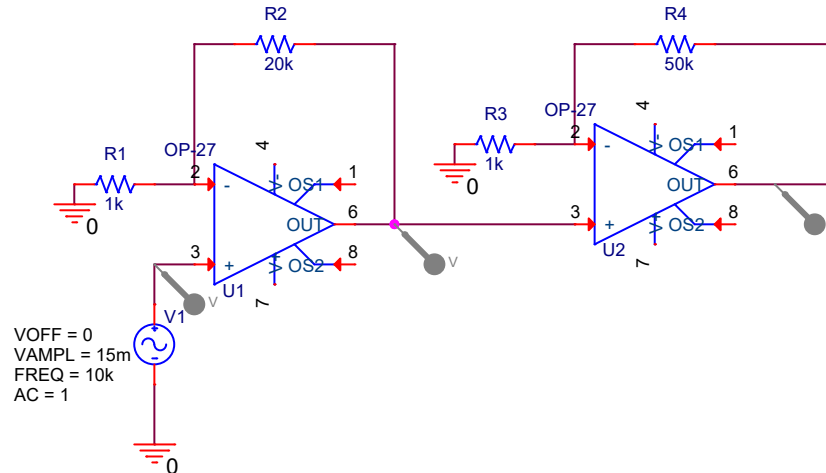 R2
20k
R4
50k
R1
1k
0
OP-27
2
-
3
+
4
V-
OS1
1
OUT
6
OS2
8
V+
7
U1
V
V
R3
1k
0
OP-27
2
-
3
+
4
V-
OS1
1
OUT
6
OS2
8
V+
7
U2
V1
+
-
VOFF = 0
VAMPL = 15m
FREQ = 10k
AC = 1
0